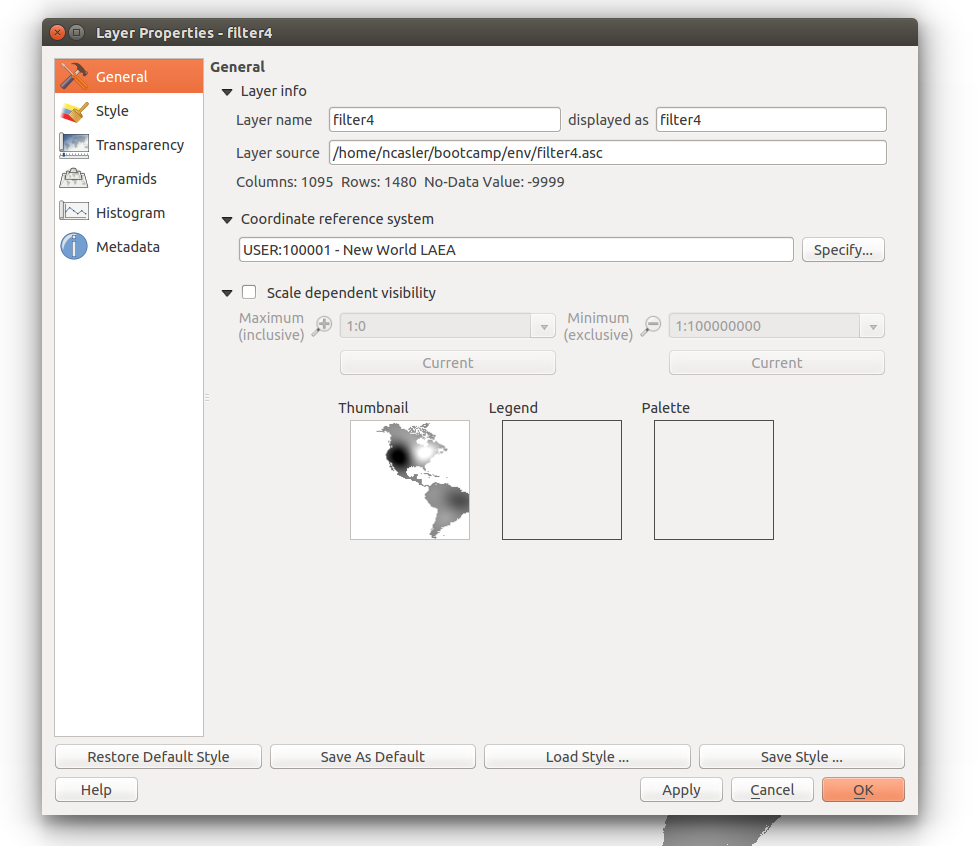 Layer Properties - filter4
General
Style
Transparency
Pyramids
Histogram
Metadata
General
Layer info
Layer name filter4 displayed as filter4
Layer source /home/ncasler/bootcamp/env/filter4.asc
Columns: 1095 Rows: 1480 No-Data Value: -9999
Coordinate reference system
USER:100001 - New World LAEA Specify...
Scale dependent visibility
Maximum (inclusive) 1:0 Minimum (exclusive) 1:100000000
Current Current
Thumbnail Legend Palette
Restore Default Style Save As Default Load Style ... Save Style ...
Help Apply Cancel OK